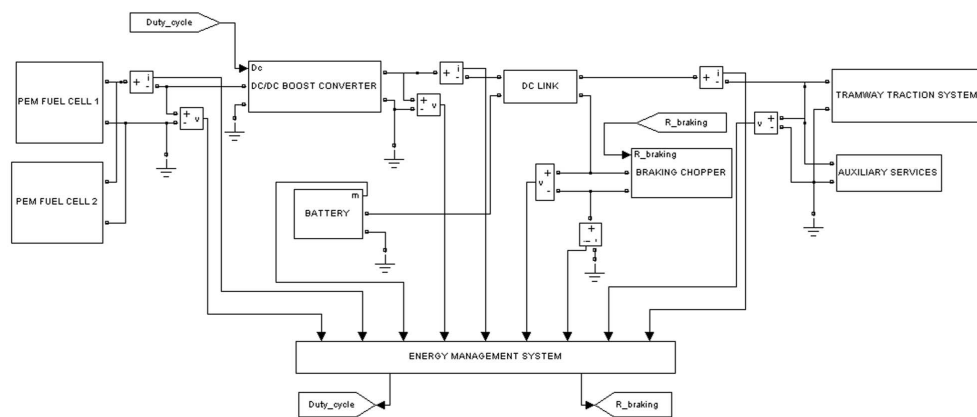 Duty_cycle
PEM FUEL CELL 1
+
-
i
Dc
DC/DC BOOST CONVERTER
+
-
i
DC LINK
+
-
i
TRAMWAY TRACTION SYSTEM
+
-
v
+
-
v
R_braking
+
-
v
R_braking
BRAKING CHOPPER
+
-
v
AUXILIARY SERVICES
PEM FUEL CELL 2
m
BATTERY
+
-
i
ENERGY MANAGEMENT SYSTEM
Duty_cycle
R_braking